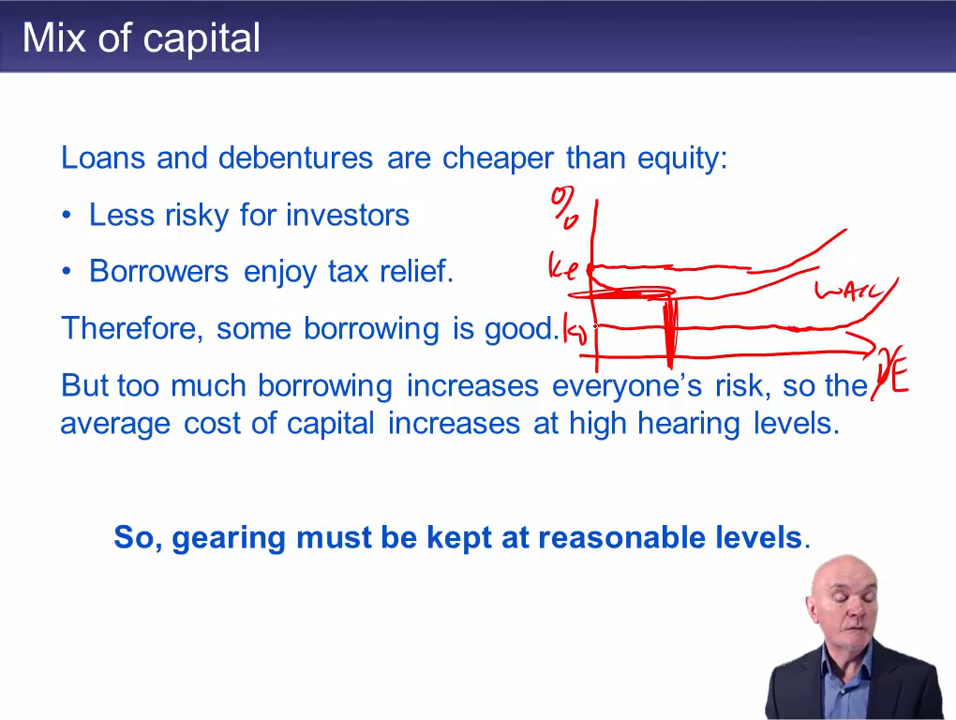 Mix of capital
Loans and debentures are cheaper than equity:
• Less risky for investors
• Borrowers enjoy tax relief.
Therefore, some borrowing is good.
But too much borrowing increases everyone's risk, so the
average cost of capital increases at high hearing levels.
So, gearing must be kept at reasonable levels.
%
ke
WACC
kD
D/E